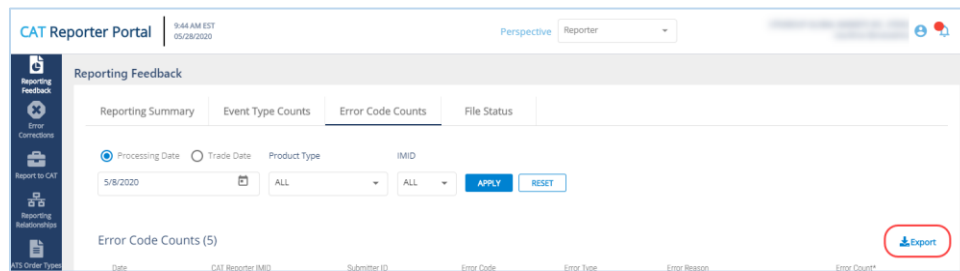 CAT Reporter Portal
9:44 AM EST
05/28/2020
Perspective
Reporter
Reporting
Feedback
Error
Corrections
Report to CAT
Reporting
Relationships
ATS Order Types
Reporting Feedback
Reporting Summary
Event Type Counts
Error Code Counts
File Status
Processing Date
Trade Date
Product Type
IMID
5/8/2020
ALL
ALL
APPLY
RESET
Error Code Counts (5)
Export
Date
CAT Reporter IMID
Submitter ID
Error Code
Error Type
Error Reason
Error Count*